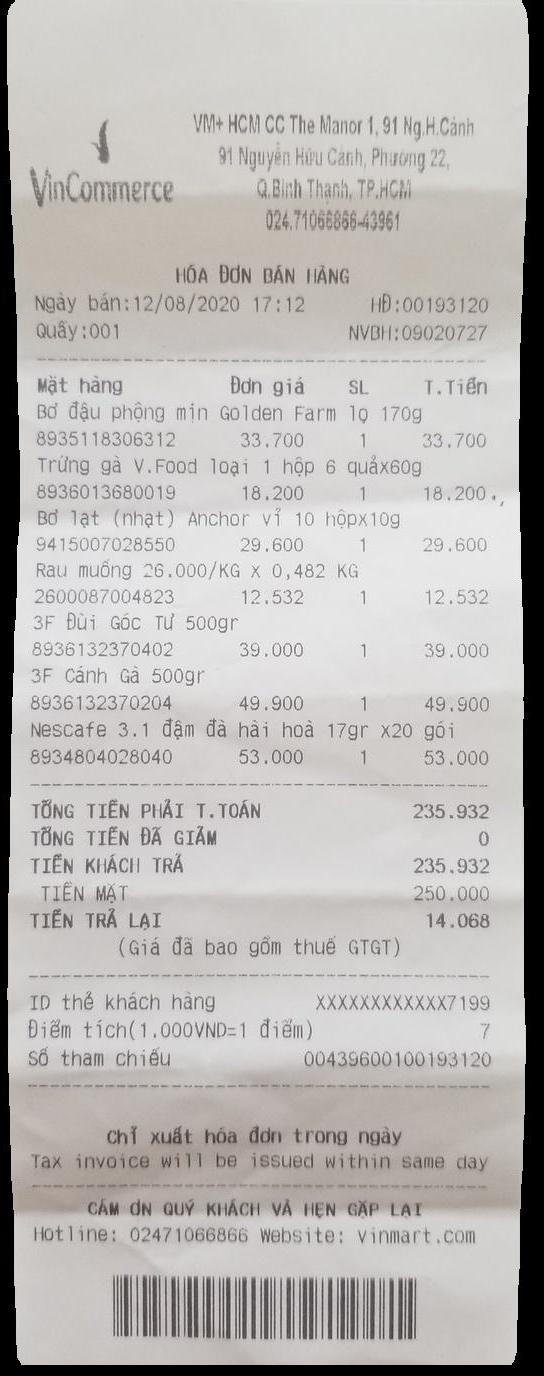 VinCommerce
VM+ HCM CC The Manor 1, 91 Ng.H.Cảnh
91 Nguyễn Hữu Cảnh, Phường 22,
Q.Bình Thạnh, TP.HCM
024.71066866-43961
HÓA ĐƠN BÁN HÀNG
Ngày bán:12/08/2020 17:12 HĐ:00193120
Quầy:001 NVBH:09020727
Mặt hàng Đơn giá SL T.Tiền
Bơ đậu phộng mịn Golden Farm lọ 170g
8935118306312 33.700 1 33.700
Trứng gà V.Food loại 1 hộp 6 quảx60g
8936013680019 18.200 1 18.200
Bơ lạt (nhạt) Anchor vỉ 10 hộpx10g
9415007028550 29.600 1 29.600
Rau muống 26.000/KG X 0,482 KG
2600087004823 12.532 1 12.532
3F Đùi Góc Tư 500gr
8936132370402 39.000 1 39.000
3F Cánh Gà 500gr
8936132370204 49.900 1 49.900
Nescafe 3.1 đậm đà hài hoà 17gr x20 gói
8934804028040 53.000 1 53.000
TỔNG TIỀN PHẢI T.TOÁN 235.932
TỔNG TIỀN ĐÃ GIẢM 0
TIỀN KHÁCH TRẢ 235.932
TIỀN MẶT 250.000
TIỀN TRẢ LẠI 14.068
(Giá đã bao gồm thuế GTGT)
ID thẻ khách hàng XXXXXXXXXXXX7199
Điểm tích(1.000VND=1 điểm) 7
Số tham chiếu 00439600100193120
Chỉ xuất hóa đơn trong ngày
Tax invoice will be issued within same day
CẢM ƠN QUÝ KHÁCH VÀ HẸN GẶP LẠI
Hotline: 02471066866 Website: vinmart.com